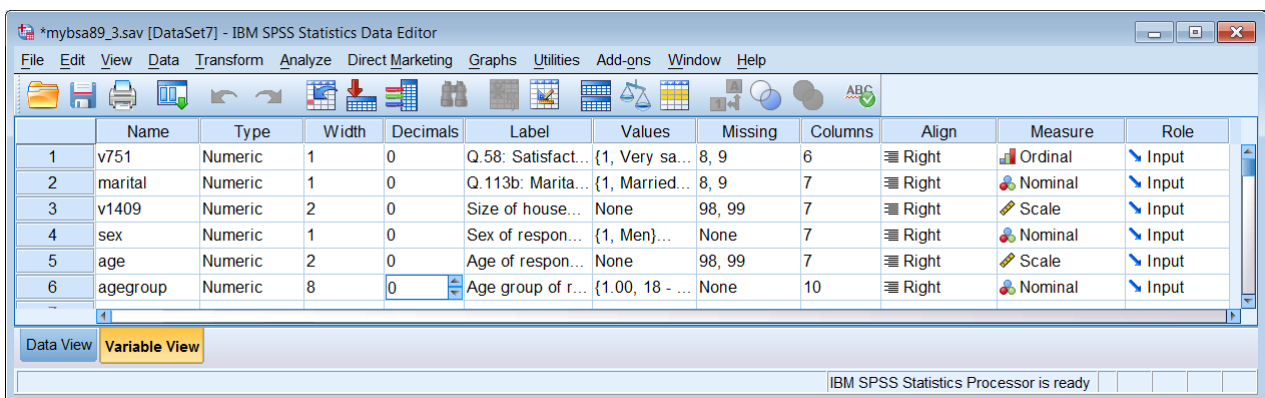 *mybsa89_3.sav [DataSet7] - IBM SPSS Statistics Data Editor
File Edit View Data Transform Analyze Direct Marketing Graphs Utilities Add-ons Window Help
A 1 4 ABC
Name Type Width Decimals Label Values Missing Columns Align Measure Role
1 v751 Numeric 1 0 Q.58: Satisfact... {1, Very sa... 8, 9 6 Right Ordinal Input
2 marital Numeric 1 0 Q.113b: Marita... {1, Married... 8, 9 7 Right Nominal Input
3 v1409 Numeric 2 0 Size of house... None 98, 99 7 Right Scale Input
4 sex Numeric 1 0 Sex of respon... {1, Men}... None 7 Right Nominal Input
5 age Numeric 2 0 Age of respon... None 98, 99 7 Right Scale Input
6 agegroup Numeric 8 0 Age group of r... {1.00, 18 - ... None 10 Right Nominal Input
Data View Variable View
IBM SPSS Statistics Processor is ready